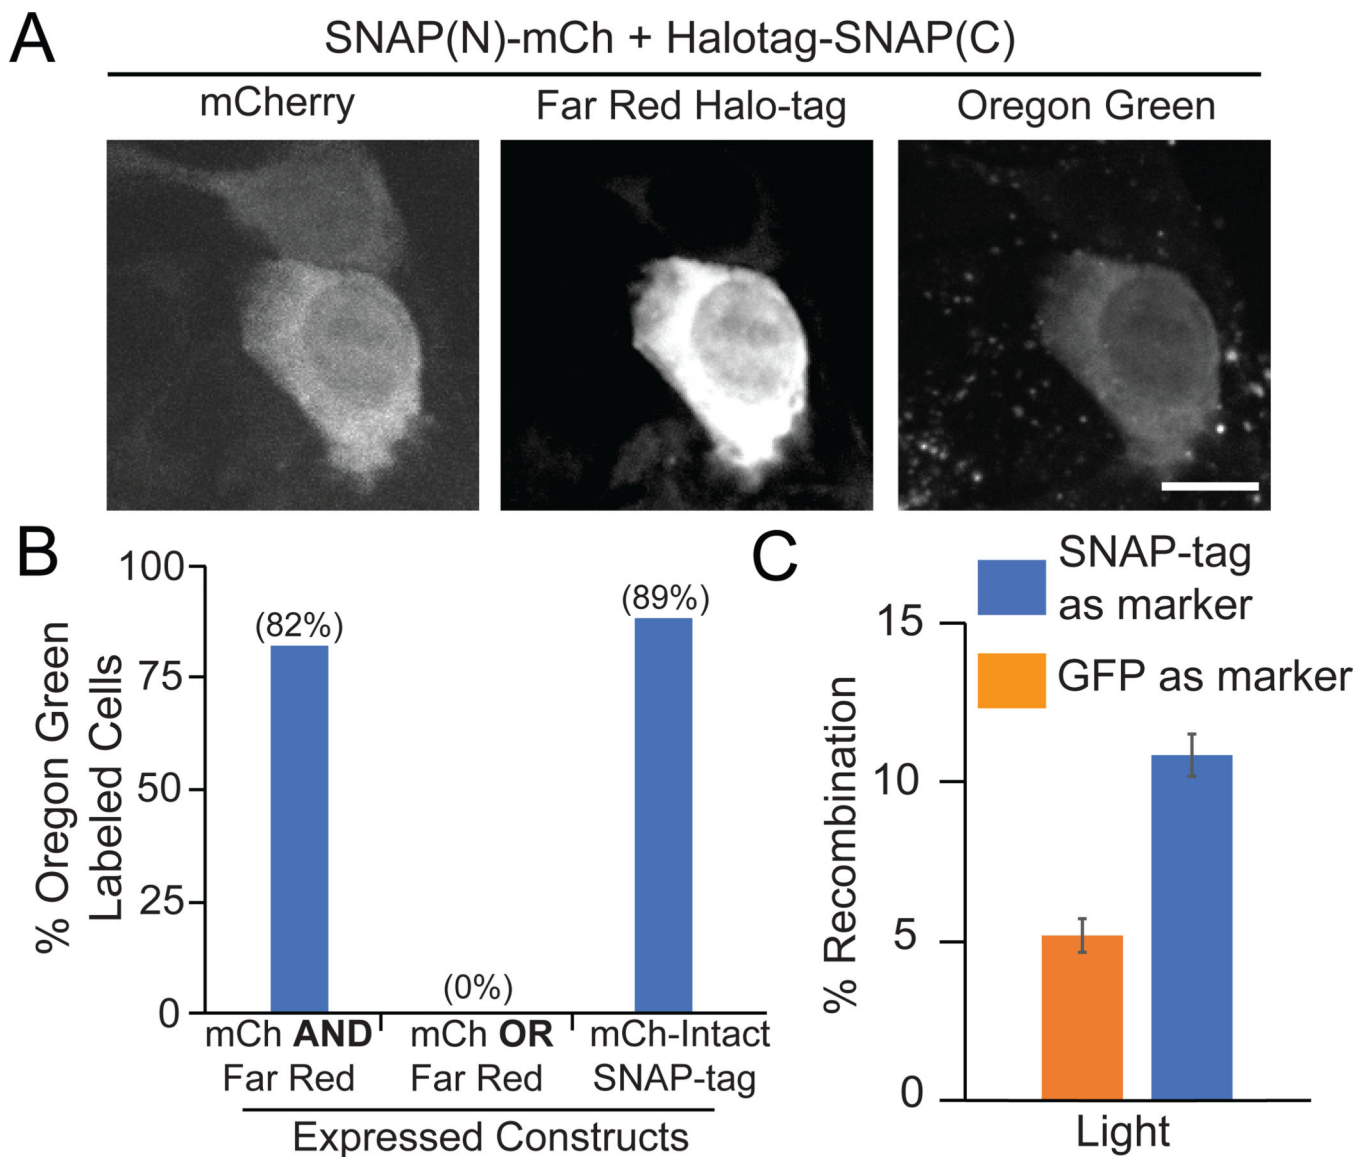 A
SNAP(N)-mCh + Halotag-SNAP(C)
mCherry
Far Red Halo-tag
Oregon Green
B
% Oregon Green
Labeled Cells
100
75
50
25
0
(82%)
(0%)
(89%)
mCh AND
Far Red
mCh OR
Far Red
mCh-Intact
SNAP-tag
Expressed Constructs
C
SNAP-tag
as marker
GFP as marker
% Recombination
15
10
5
0
Light